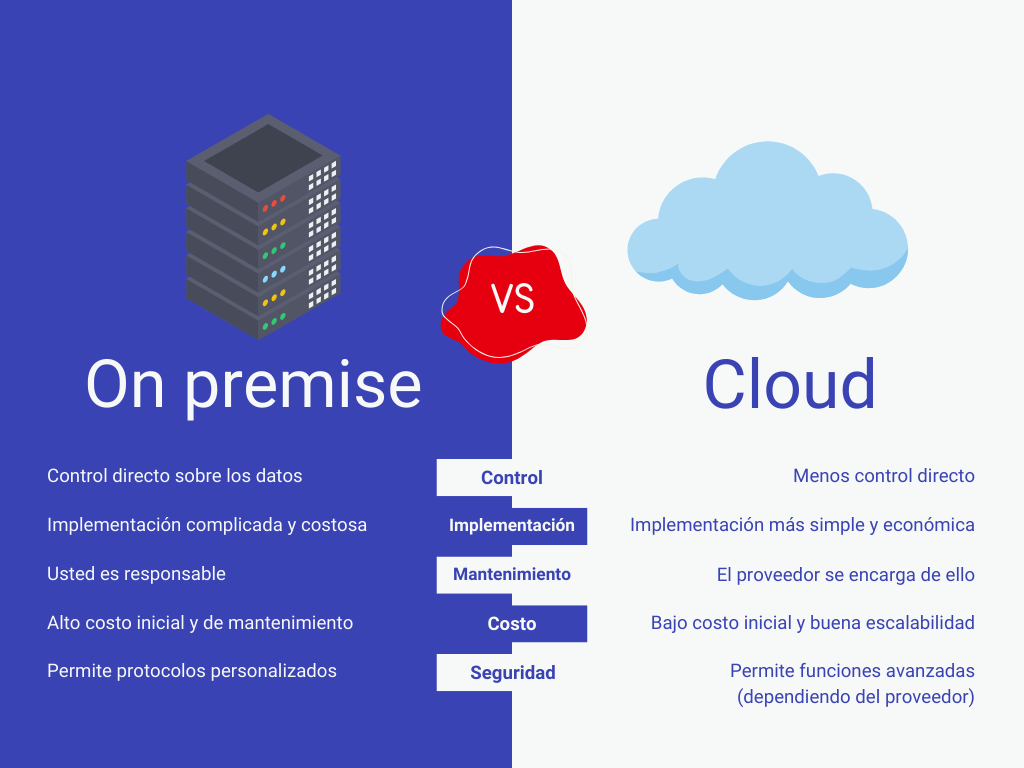 VS
On premise
Cloud
Control directo sobre los datos
Control
Menos control directo
Implementación complicada y costosa
Implementación
Implementación más simple y económica
Usted es responsable
Mantenimiento
El proveedor se encarga de ello
Alto costo inicial y de mantenimiento
Costo
Bajo costo inicial y buena escalabilidad
Permite protocolos personalizados
Seguridad
Permite funciones avanzadas
(dependiendo del proveedor)